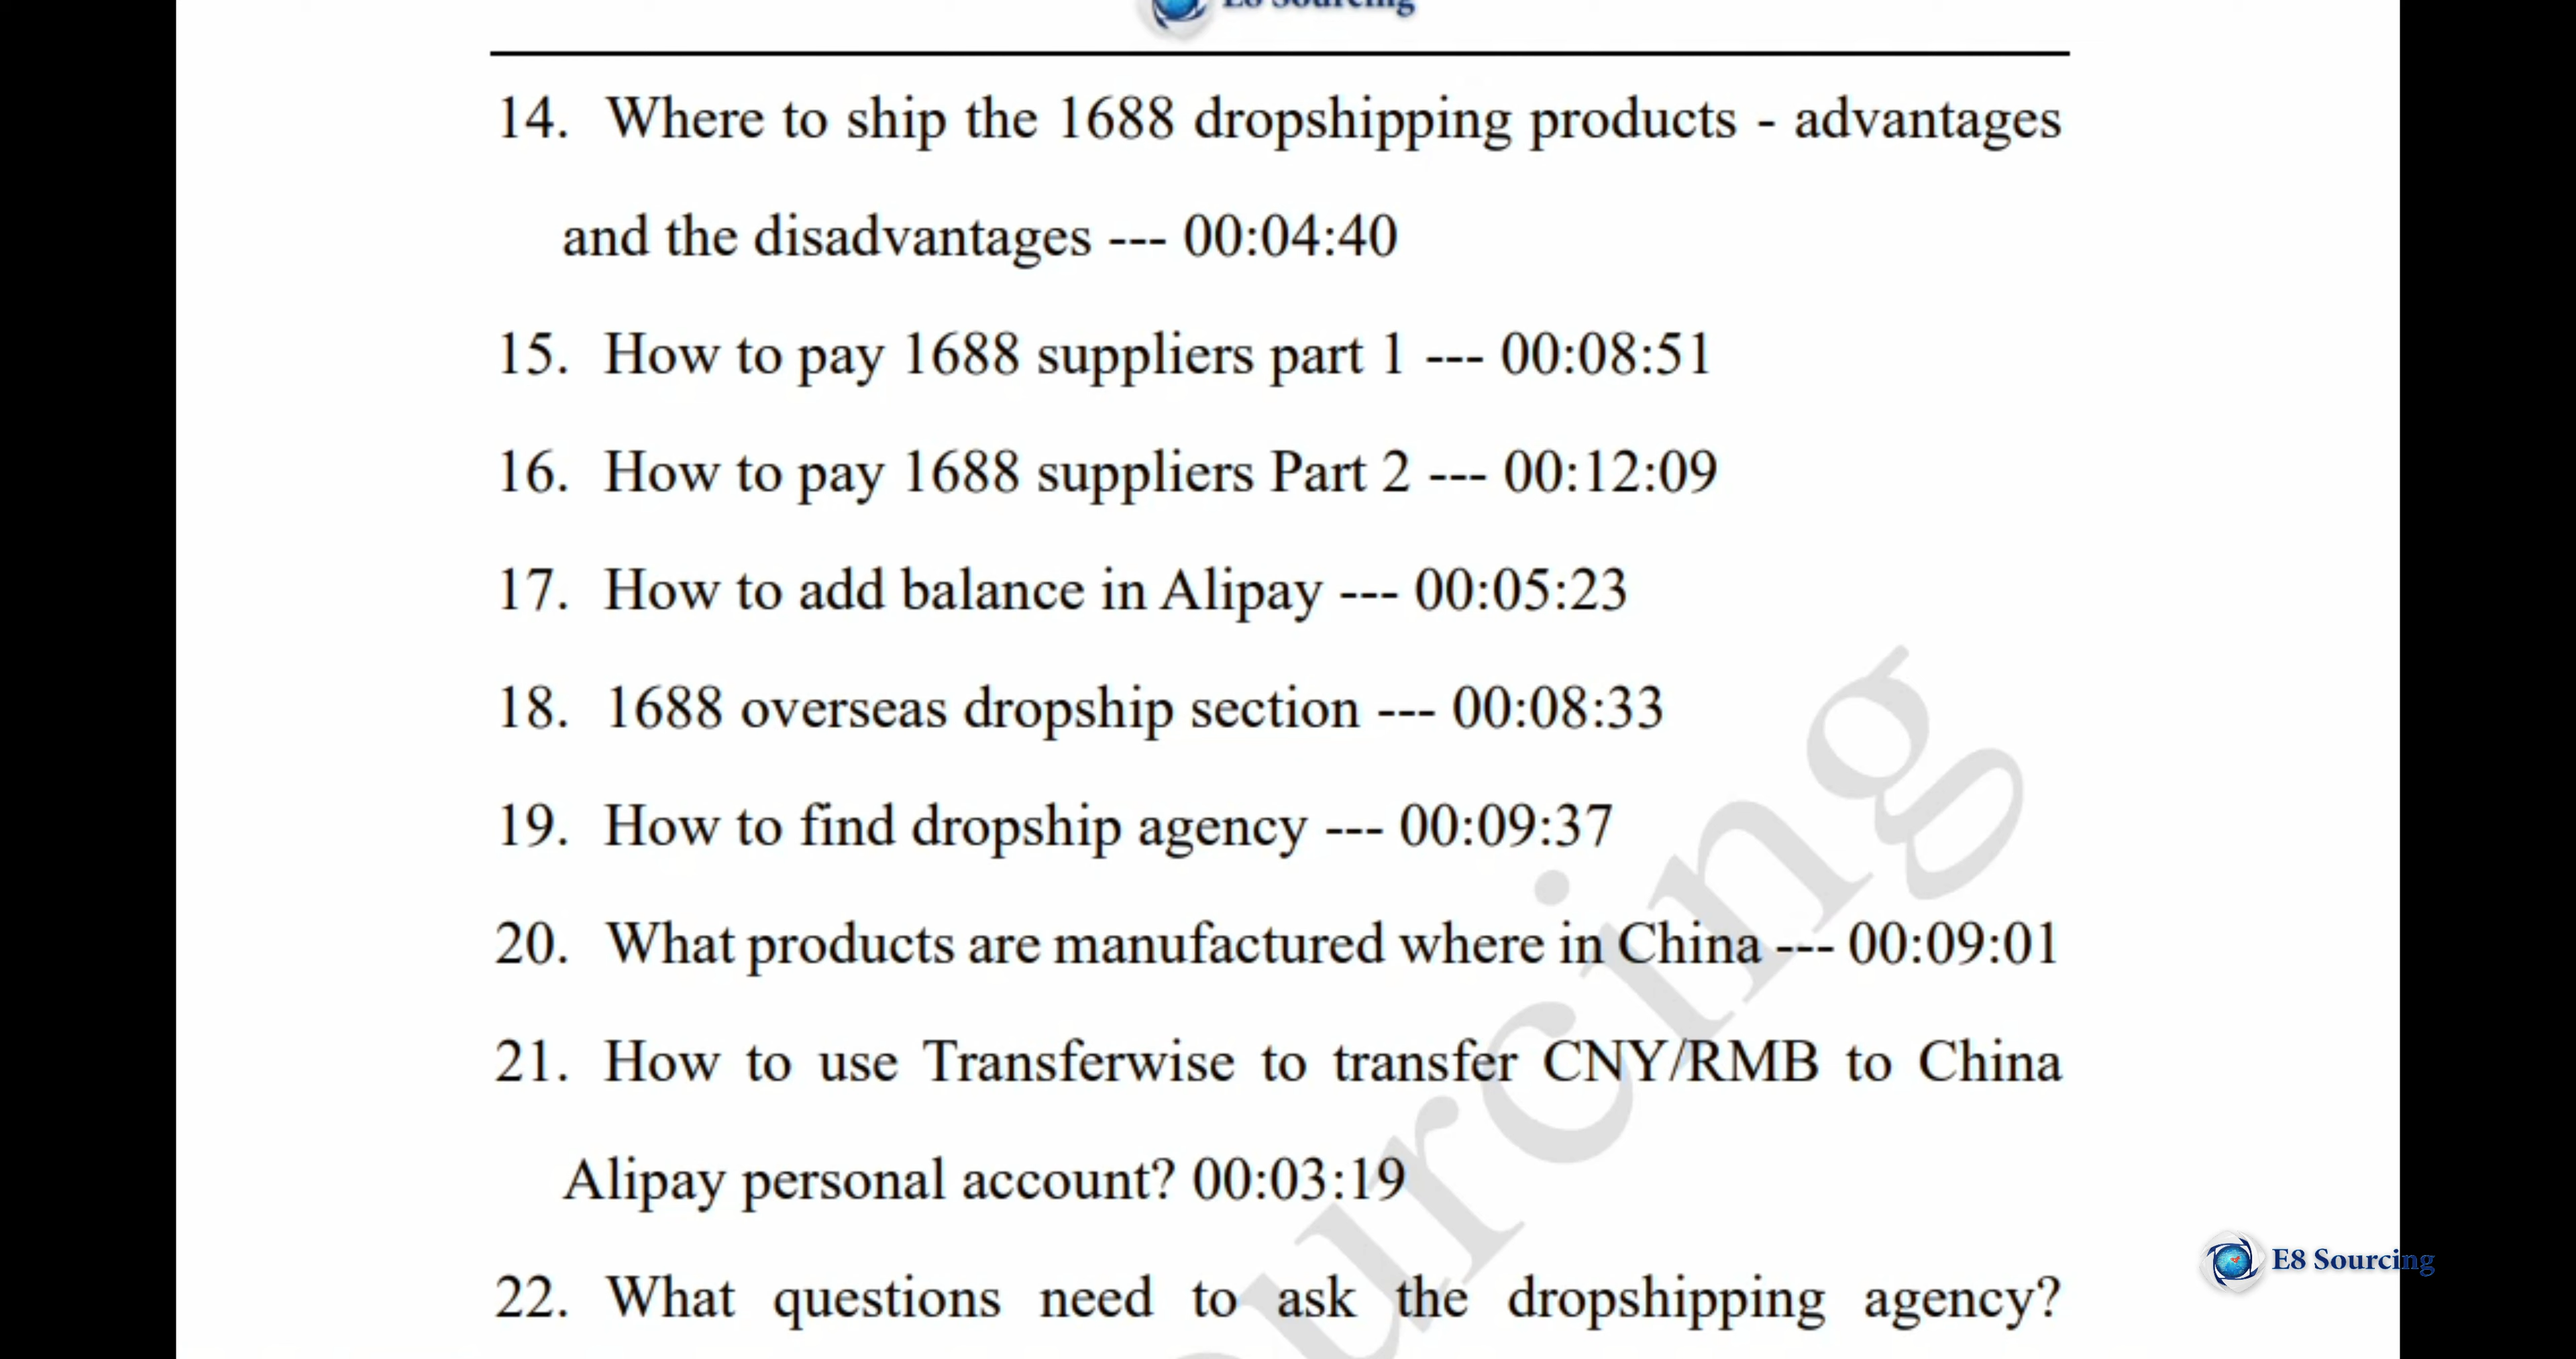 E8 Sourcing
14. Where to ship the 1688 dropshipping products - advantages
and the disadvantages --- 00:04:40
15. How to pay 1688 suppliers part 1 --- 00:08:51
16. How to pay 1688 suppliers Part 2 --- 00:12:09
17. How to add balance in Alipay --- 00:05:23
18. 1688 overseas dropship section --- 00:08:33
19. How to find dropship agency --- 00:09:37
20. What products are manufactured where in China --- 00:09:01
21. How to use Transferwise to transfer CNY/RMB to China
Alipay personal account? 00:03:19
22. What questions need to ask the dropshipping agency?
E8 Sourcing
urcing